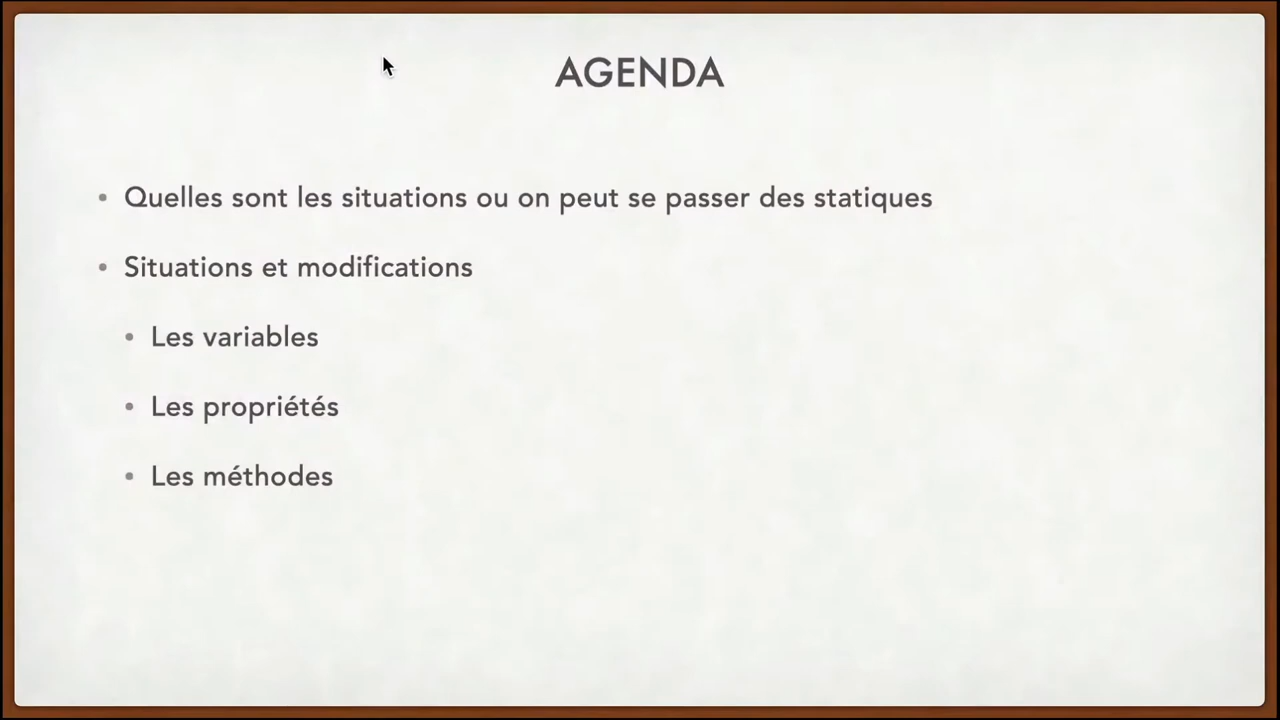 AGENDA
• Quelles sont les situations ou on peut se passer des statiques
• Situations et modifications
• Les variables
• Les propriétés
• Les méthodes